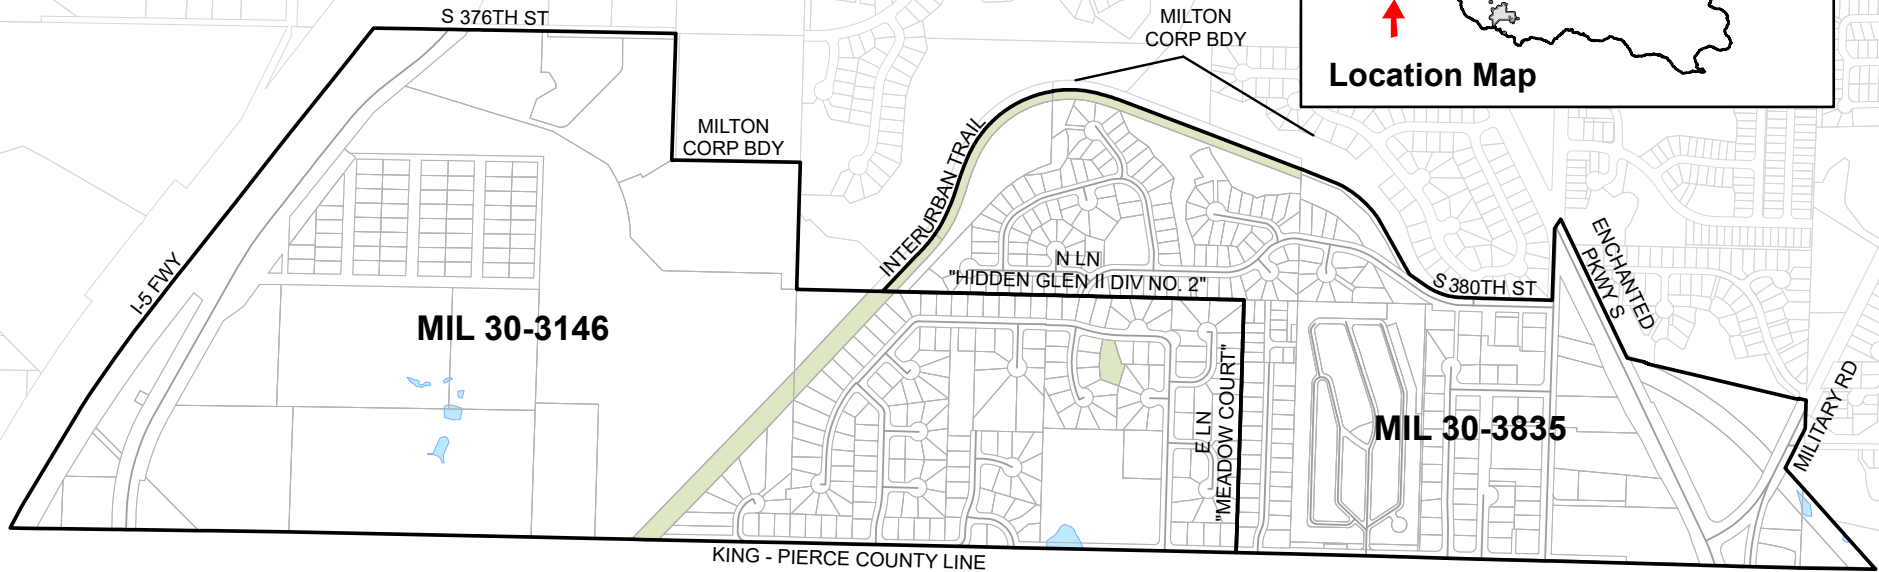 S 376TH ST
MILTON
CORP BDY
Location Map
MILTON
CORP BDY
INTERURBAN TRAIL
I-5 FWY
N LN
"HIDDEN GLEN II DIV NO. 2"
S 380TH ST
ENCHANTED
PKWY S
MIL 30-3146
E LN
"MEADOW COURT"
MIL 30-3835
MILITARY RD
KING - PIERCE COUNTY LINE